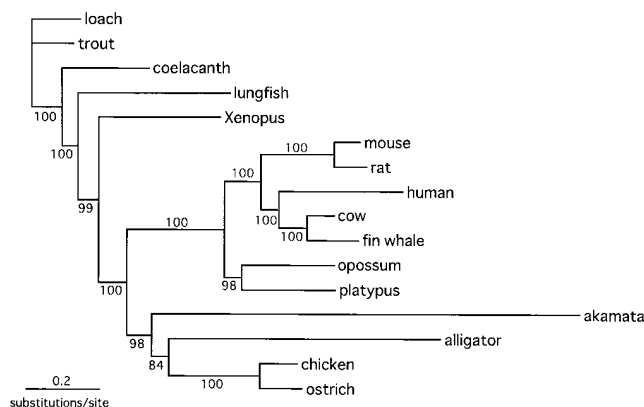 loach
trout
coelacanth
lungfish
100
Xenopus
mouse
100
100
rat
100
human
99
100
cow
100
100
fin whale
opossum
98
platypus
100
akamata
98
alligator
84
chicken
100
0.2
ostrich
substitutions/site